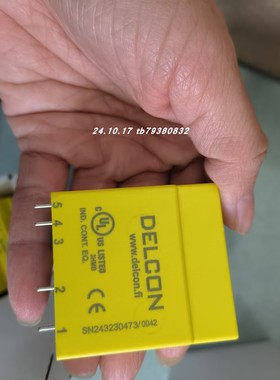 24.10.17 tb79380832
DELCON
www.delcon.fi
UL
US LISTED
IND. CONT. EQ.
CE
SN243230473/0042
5
4
3
2
1